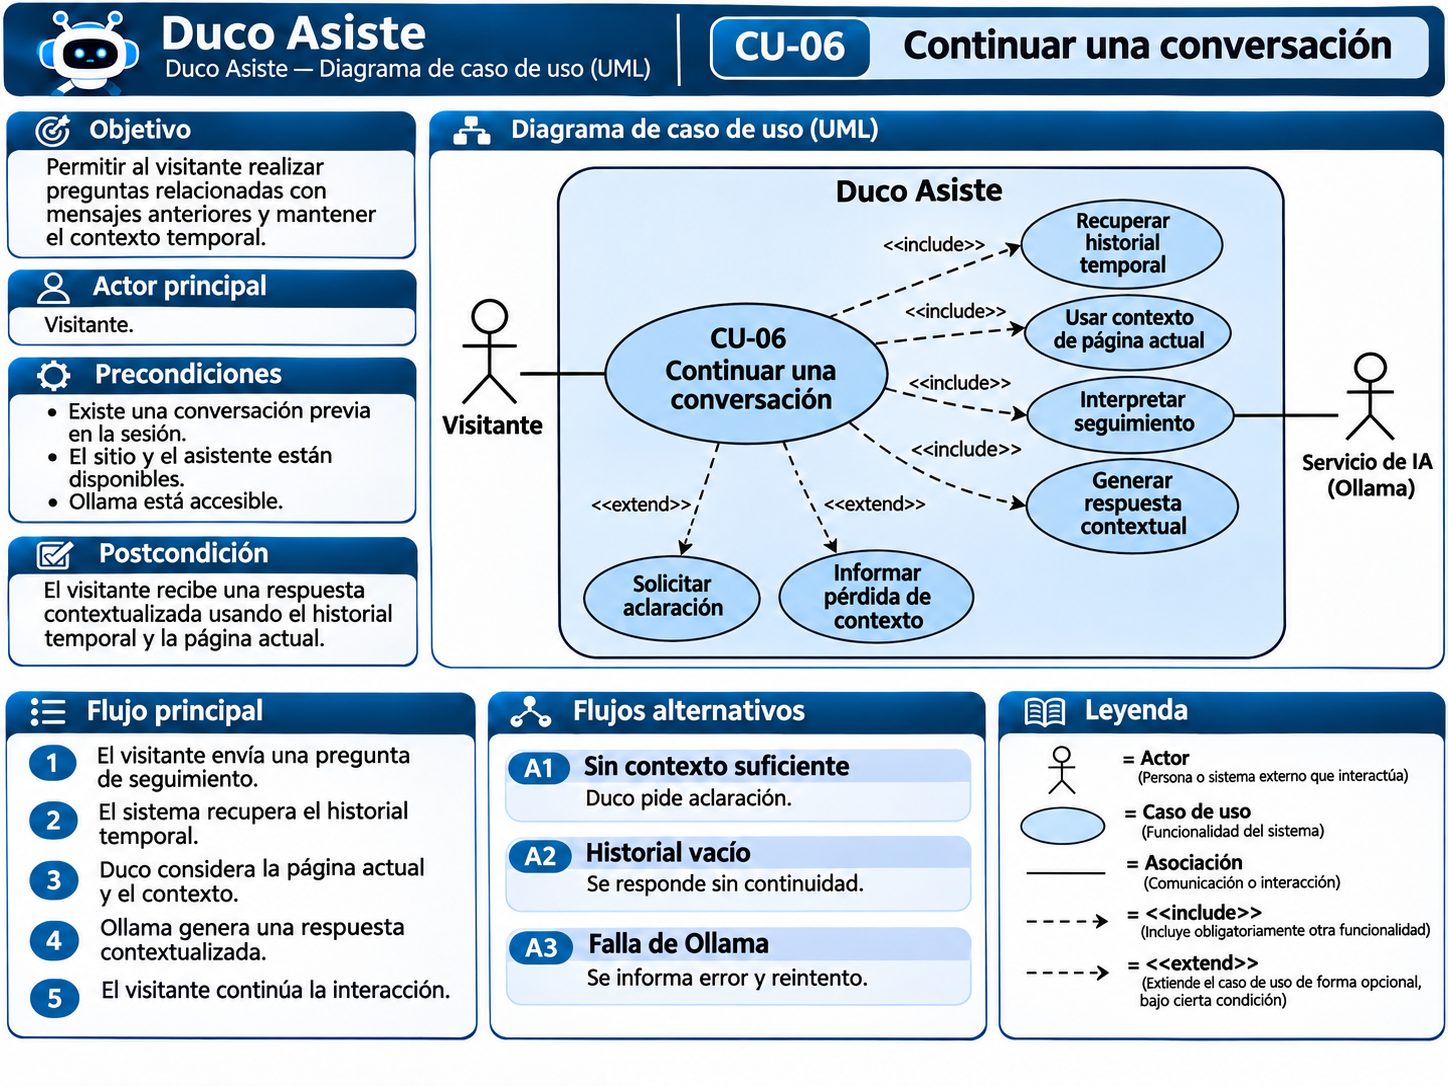 Duco Asiste
Duco Asiste — Diagrama de caso de uso (UML)
CU-06
Continuar una conversación
Objetivo
Permitir al visitante realizar
preguntas relacionadas con
mensajes anteriores y mantener
el contexto temporal.
Actor principal
Visitante.
Precondiciones
• Existe una conversación previa
en la sesión.
• El sitio y el asistente están
disponibles.
• Ollama está accesible.
Postcondición
El visitante recibe una respuesta
contextualizada usando el historial
temporal y la página actual.
Diagrama de caso de uso (UML)
Duco Asiste
Visitante
CU-06
Continuar una
conversación
<<include>>
Recuperar
historial
temporal
<<include>>
Usar contexto
de página actual
<<include>>
Interpretar
seguimiento
<<include>>
Generar
respuesta
contextual
Servicio de IA
(Ollama)
<<extend>>
Solicitar
aclaración
<<extend>>
Informar
pérdida de
contexto
Flujo principal
1 El visitante envía una pregunta
de seguimiento.
2 El sistema recupera el historial
temporal.
3 Duco considera la página actual
y el contexto.
4 Ollama genera una respuesta
contextualizada.
5 El visitante continúa la interacción.
Flujos alternativos
A1 Sin contexto suficiente
Duco pide aclaración.
A2 Historial vacío
Se responde sin continuidad.
A3 Falla de Ollama
Se informa error y reintento.
Leyenda
= Actor
(Persona o sistema externo que interactúa)
= Caso de uso
(Funcionalidad del sistema)
= Asociación
(Comunicación o interacción)
= <<include>>
(Incluye obligatoriamente otra funcionalidad)
= <<extend>>
(Extiende el caso de uso de forma opcional,
bajo cierta condición)